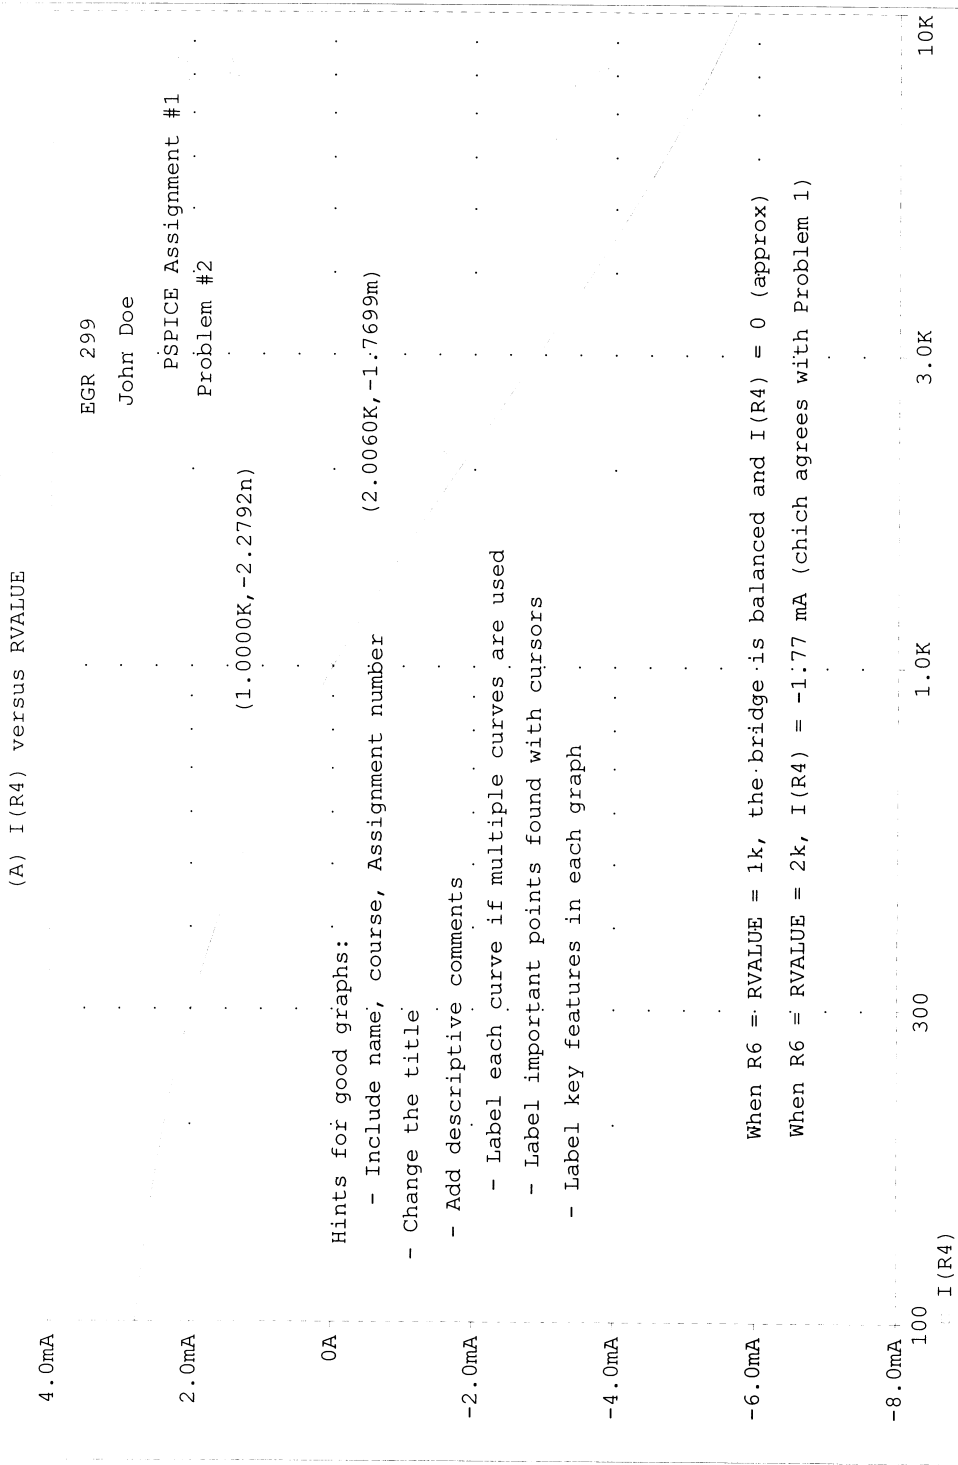 (A) I(R4) versus RVALUE
4.0mA
EGR 299
John Doe
PSPICE Assignment #1
Problem #2
2.0mA
(1.0000K,-2.2792n)
0A
Hints for good graphs:
(2.0060K,-1.7699m)
- Include name, course, Assignment number
- Change the title
- Add descriptive comments
-2.0mA
- Label each curve if multiple curves are used
- Label important points found with cursors
- Label key features in each graph
-4.0mA
-6.0mA
When R6 = RVALUE = 1k, the bridge is balanced and I(R4) = 0 (approx)
When R6 = RVALUE = 2k, I(R4) = -1.77 mA (chich agrees with Problem 1)
-8.0mA
100 300 1.0K 3.0K 10K
I(R4)